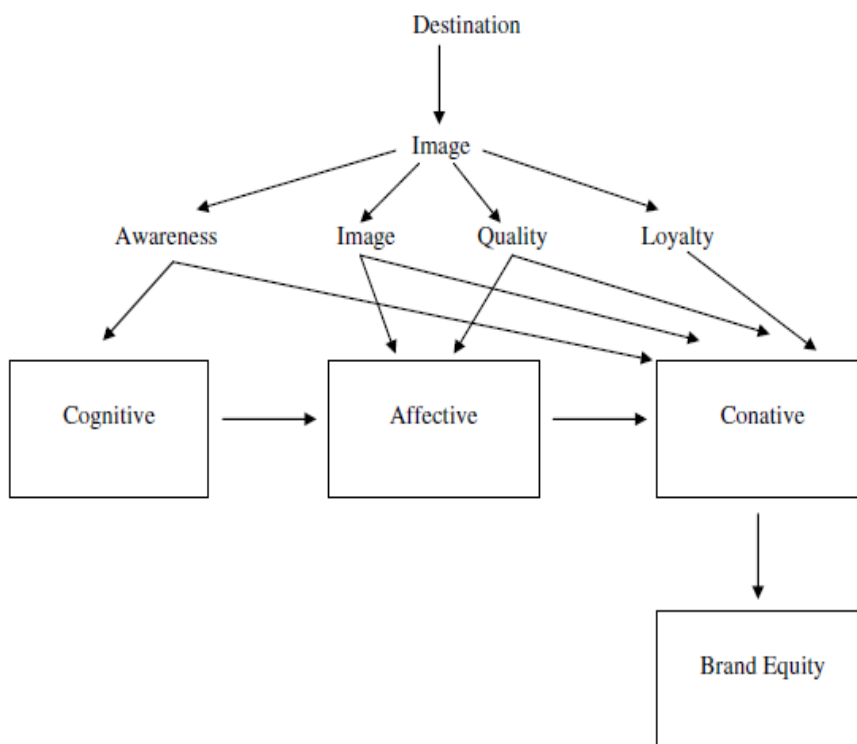 Destination
Image
Awareness Image Quality Loyalty
Cognitive Affective Conative
Brand Equity